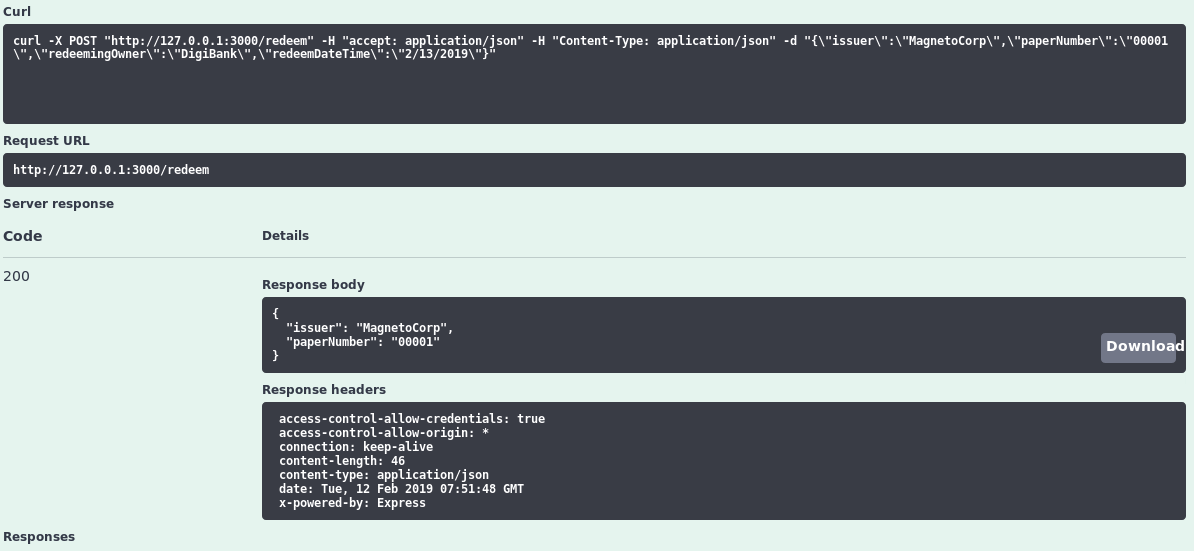 Curl
curl -X POST "http://127.0.0.1:3000/redeem" -H "accept: application/json" -H "Content-Type: application/json" -d "{\"issuer\":\"MagnetoCorp\",\"paperNumber\":\"00001
\",\"redeemingOwner\":\"DigiBank\",\"redeemDateTime\":\"2/13/2019\"}"
Request URL
http://127.0.0.1:3000/redeem
Server response
Code Details
200
Response body
{
  "issuer": "MagnetoCorp",
  "paperNumber": "00001"
}
Download
Response headers
access-control-allow-credentials: true
access-control-allow-origin: *
connection: keep-alive
content-length: 46
content-type: application/json
date: Tue, 12 Feb 2019 07:51:48 GMT
x-powered-by: Express
Responses